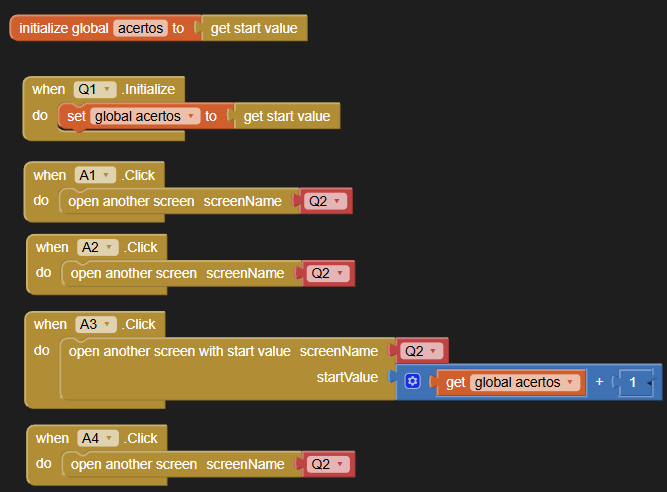 initialize global acertos to get start value
when Q1 .Initialize
do set global acertos to get start value
when A1 .Click
do open another screen screenName Q2
when A2 .Click
do open another screen screenName Q2
when A3 .Click
do open another screen with start value screenName Q2
startValue get global acertos + 1
when A4 .Click
do open another screen screenName Q2